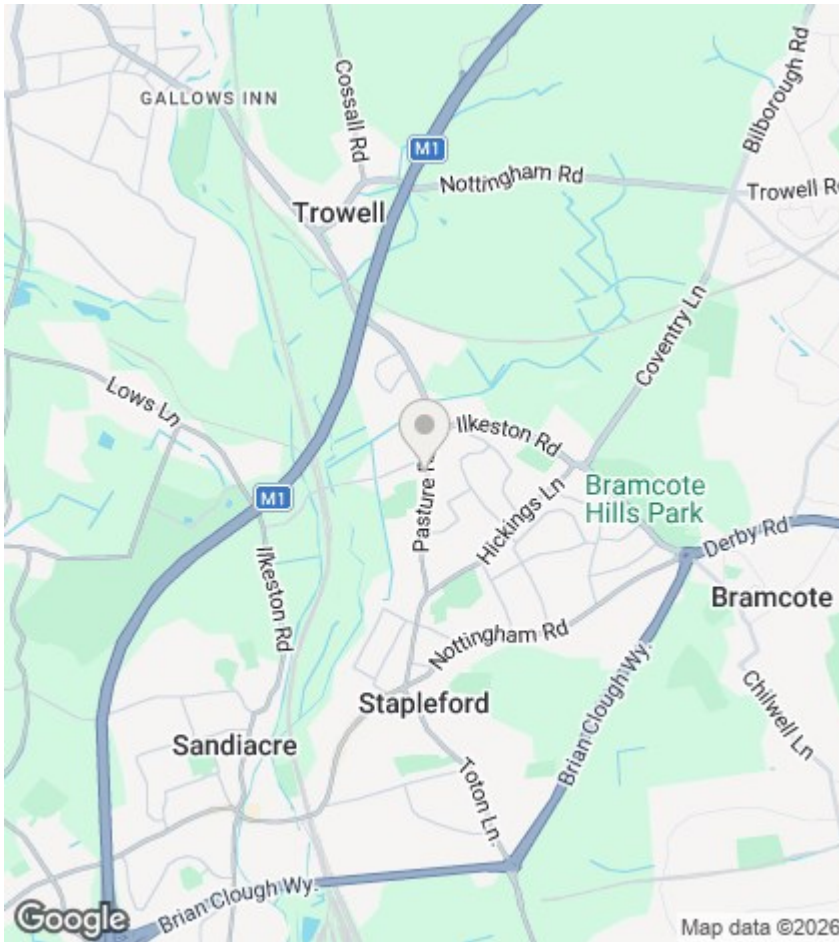 GALLOWS INN
Cossall Rd
Bilborough Rd
M1
Nottingham Rd
Trowell Rd
Trowell
Coventry Ln
Lows Ln
Ilkeston Rd
Pasture
Bramcote
Hills Park
M1
Hickings Ln
Derby Rd
Ilkeston Rd
Bramcote
Nottingham Rd
Stapleford
Chilwell Ln
Brian Clough Wy.
Sandiacre
Toton Ln.
Brian Clough Wy.
Google
Map data ©2026